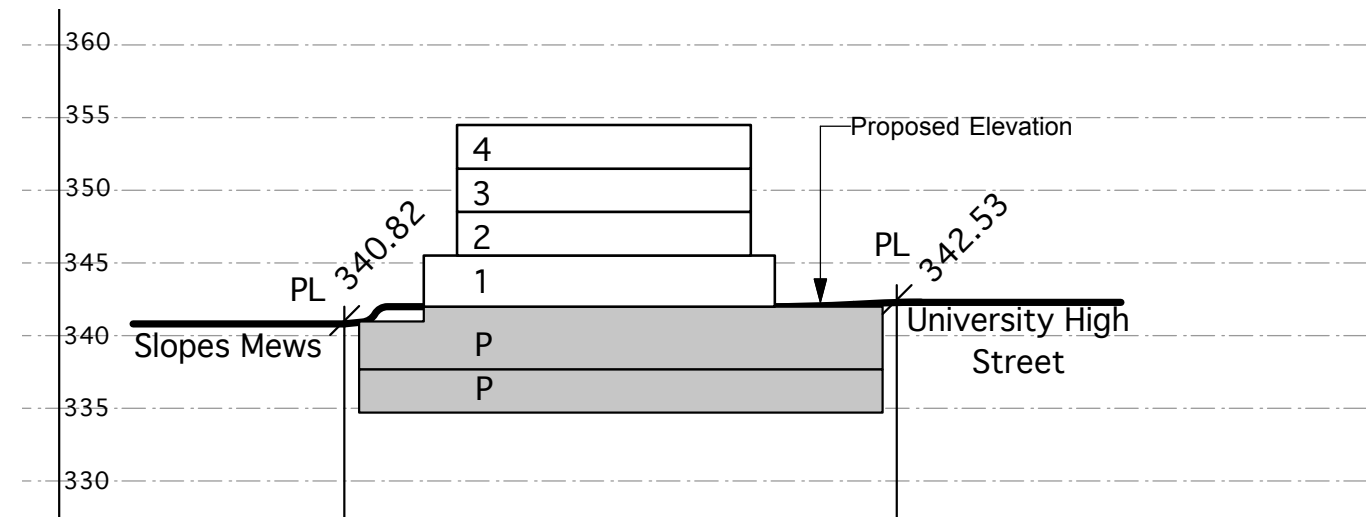 360
355
Proposed Elevation
4
350
3
340.82
342.53
2
PL
345
1
PL
340
Slopes Mews
P
University High
Street
P
335
330